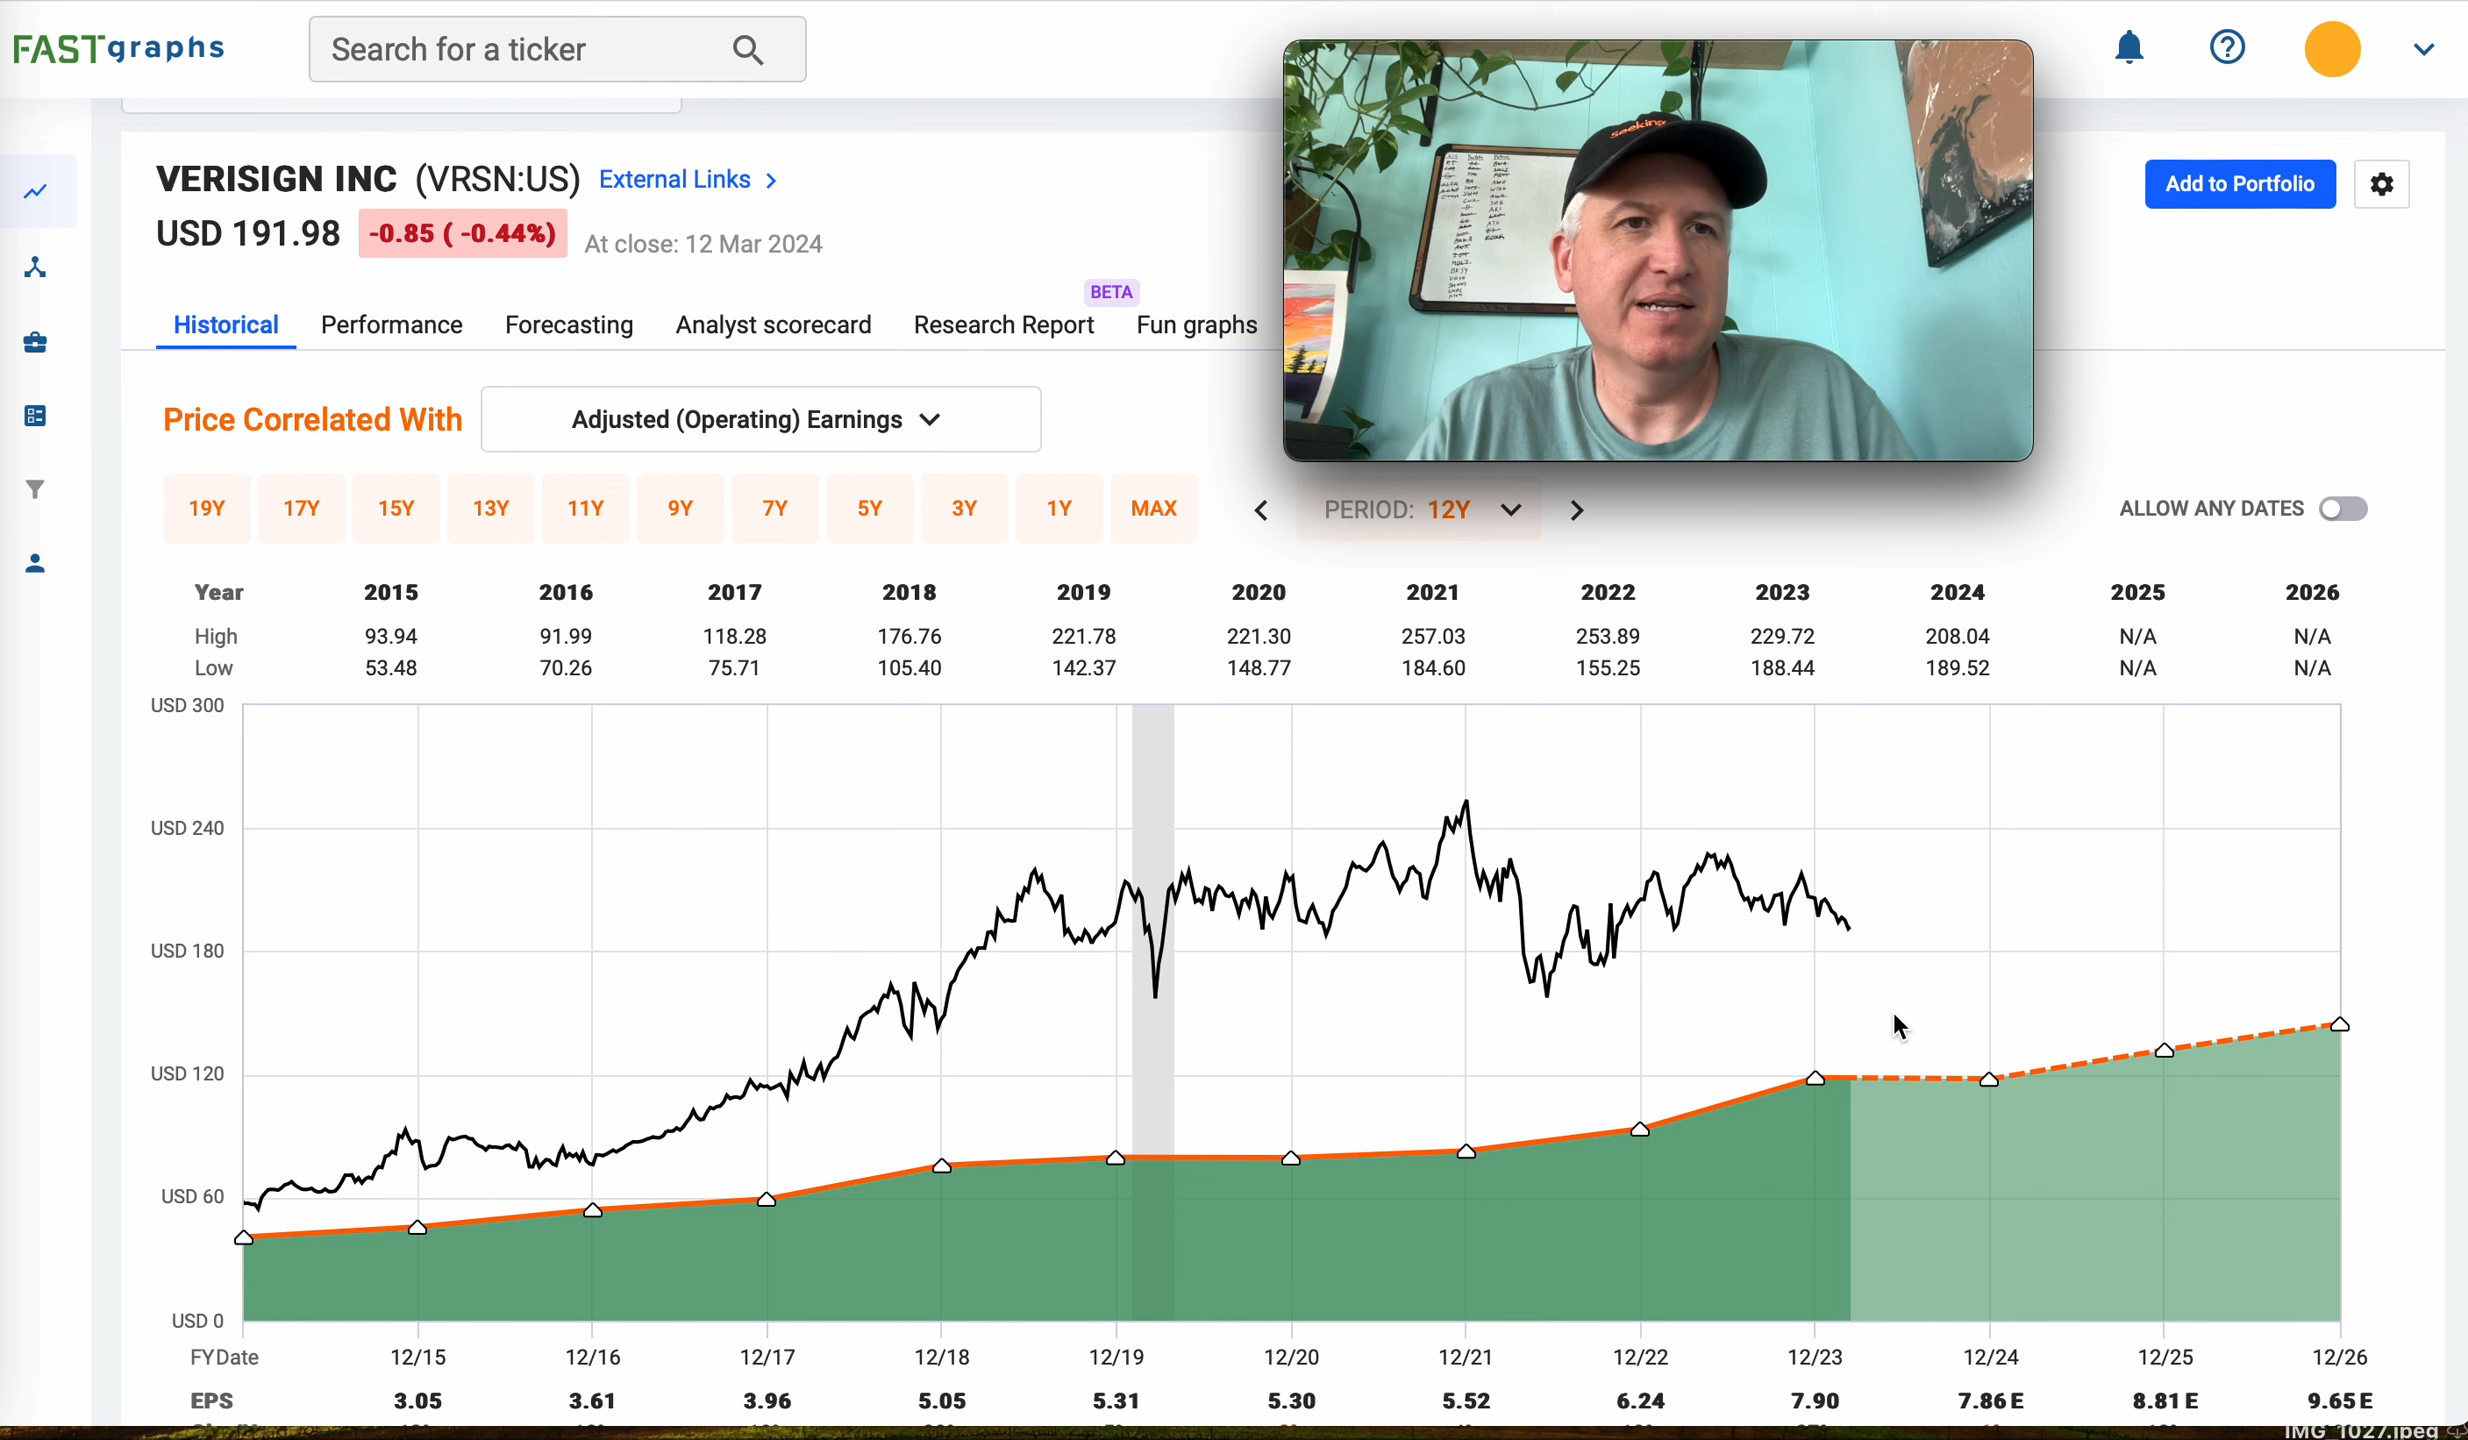 FASTgraphs
Search for a ticker
VERISIGN INC (VRSN:US) External Links
Add to Portfolio
USD 191.98 -0.85 ( -0.44%) At close: 12 Mar 2024
BETA
Historical Performance Forecasting Analyst scorecard Research Report Fun graphs
seeking
Price Correlated With Adjusted (Operating) Earnings
19Y 17Y 15Y 13Y 11Y 9Y 7Y 5Y 3Y 1Y MAX PERIOD: 12Y ALLOW ANY DATES
Year 2015 2016 2017 2018 2019 2020 2021 2022 2023 2024 2025 2026
High 93.94 91.99 118.28 176.76 221.78 221.30 257.03 253.89 229.72 208.04 N/A N/A
Low 53.48 70.26 75.71 105.40 142.37 148.77 184.60 155.25 188.44 189.52 N/A N/A
USD 300
USD 240
USD 180
USD 120
USD 60
USD 0
FYDate 12/15 12/16 12/17 12/18 12/19 12/20 12/21 12/22 12/23 12/24 12/25 12/26
EPS 3.05 3.61 3.96 5.05 5.31 5.30 5.52 6.24 7.90 7.86E 8.81E 9.65E
IMG_1027.jpeg